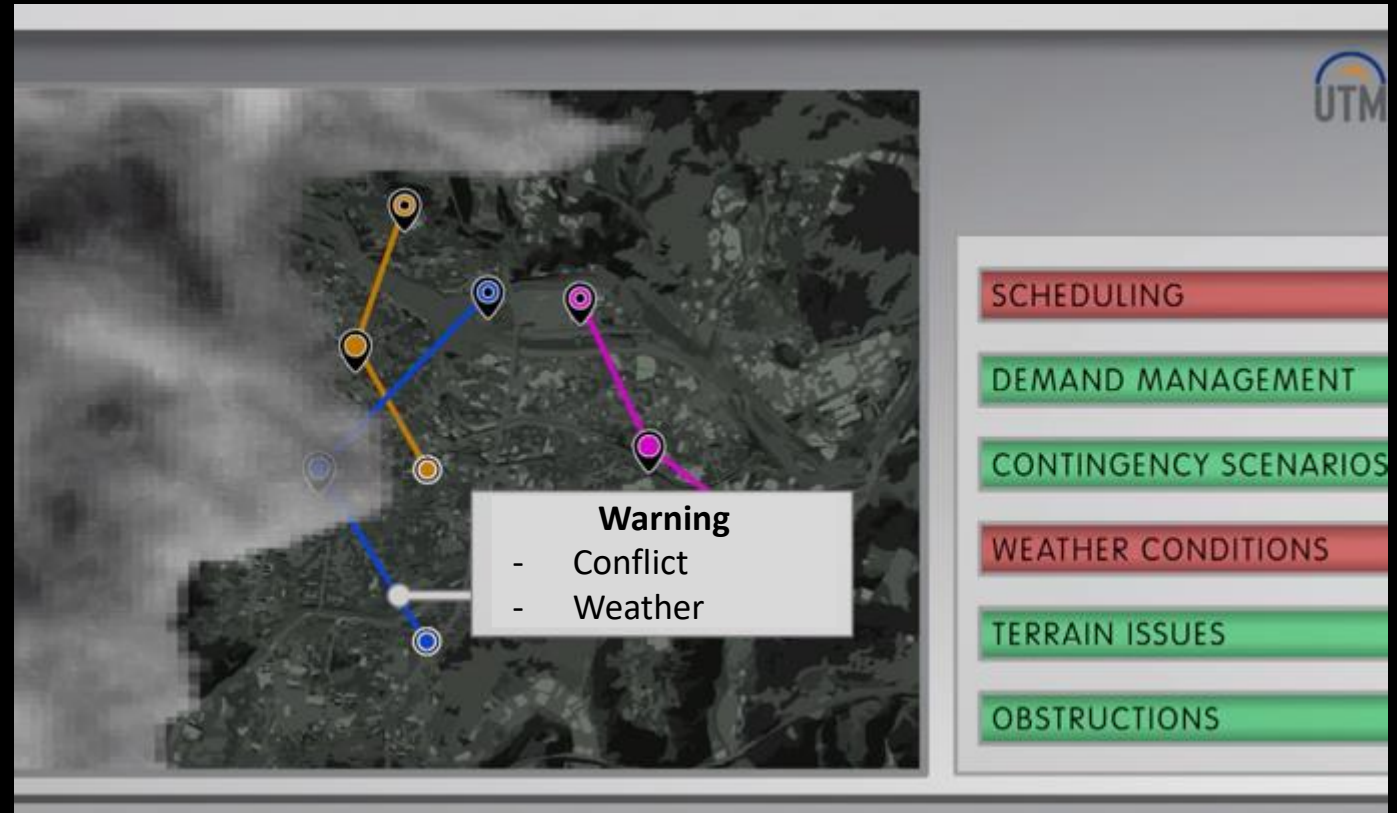 UTM
SCHEDULING
DEMAND MANAGEMENT
CONTINGENCY SCENARIOS
WEATHER CONDITIONS
TERRAIN ISSUES
OBSTRUCTIONS
Warning
- Conflict
- Weather